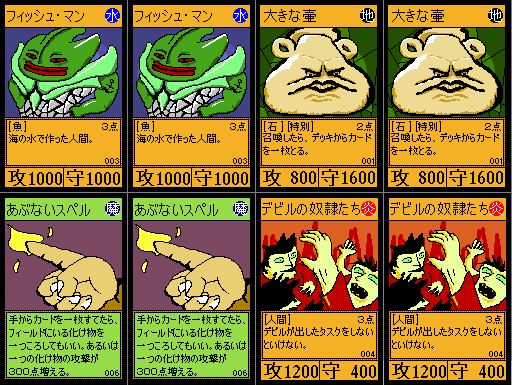 フィッシュ・マン 水
[魚] 3点
海の水で作った人間。
003
攻1000 守1000
フィッシュ・マン 水
[魚] 3点
海の水で作った人間。
003
攻1000 守1000
大きな壷 地
[石] [特別] 2点
召喚したら、デッキからカード
を一枚とる。
001
攻 800 守1600
大きな壷 地
[石] [特別] 2点
召喚したら、デッキからカード
を一枚とる。
001
攻 800 守1600
あぶないスペル 魔
手からカードを一枚すてたら、
フィールドにいる化け物を
一つころしてもいい。あるいは
一つの化け物の攻撃が
300点増える。
006
あぶないスペル 魔
手からカードを一枚すてたら、
フィールドにいる化け物を
一つころしてもいい。あるいは
一つの化け物の攻撃が
300点増える。
006
デビルの奴隷たち 炎
[人間] 3点
デビルが出したタスクをしない
といけない。
004
攻1200 守 400
デビルの奴隷たち 炎
[人間] 3点
デビルが出したタスクをしない
といけない。
004
攻1200 守 400